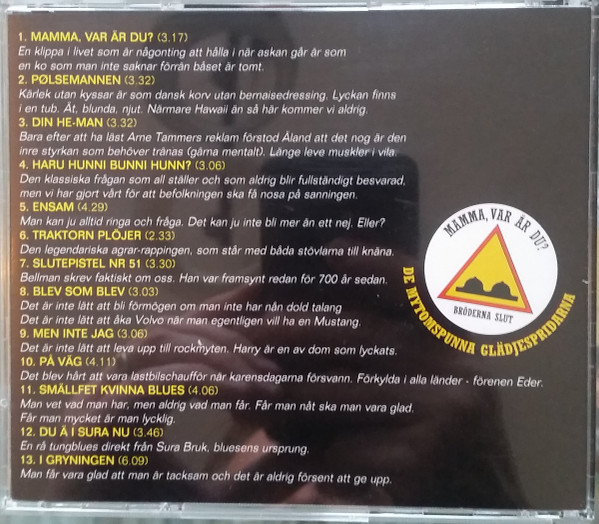 1. MAMMA, VAR ÄR DU? (3.17)
En klippa i livet som är någonting att hålla i när askan går är som
en ko som man inte saknar förrän båset är tomt.
2. PØLSEMANNEN (3.32)
Kärlek utan kyssar är som dansk korv utan bernaisedressing. Lyckan finns
i en tub. Ät, blunda, njut. Närmare Hawaii än så här kommer vi aldrig.
3. DIN HE-MAN (3.32)
Bara efter att ha läst Arne Tammers reklam förstod Åland att det nog är den
inre styrkan som behöver tränas (gärna mentalt). Länge leve muskler i vila.
4. HARU HUNNI BUNNI HUNN? (3.06)
Den klassiska frågan som all ställer och som aldrig blir fullständigt besvarad,
men vi har gjort vårt för att befolkningen ska få nosa på sanningen.
5. ENSAM (4.29)
Man kan ju alltid ringa och fråga. Det kan ju inte bli mer än ett nej. Eller?
6. TRAKTORN PLÖJER (2.33)
Den legendariska agrar-rappingen, som står med båda stövlarna till knäna.
7. SLUTEPISTEL NR 51 (3.30)
Bellman skrev faktiskt om oss. Han var framsynt redan för 700 år sedan.
8. BLEV SOM BLEV (3.03)
Det är inte lätt att bli förmögen om man inte har nån dold talang
Det är inte lätt att åka Volvo när man egentligen vill ha en Mustang.
9. MEN INTE JAG (3.06)
Det är inte lätt att leva upp till rockmyten. Harry är en av dom som lyckats.
10. PÅ VÄG (4.11)
Det blev hårt att vara lastbilschaufför när karensdagarna försvann. Förkylda i alla länder - förenen Eder.
11. SMÄLLFET KVINNA BLUES (4.06)
Man vet vad man har, men aldrig vad man får. Får man nåt ska man vara glad.
Får man mycket är man lycklig.
12. DU Ä I SURA NU (3.46)
En rå tungblues direkt från Sura Bruk, bluesens ursprung.
13. I GRYNINGEN (6.09)
Man får vara glad att man är tacksam och det är aldrig försent att ge upp.
MAMMA, VAR ÄR DU?
BRÖDERNA SLUT
DE MYTOMSPUNNA GLÄDJESPRIDARNA